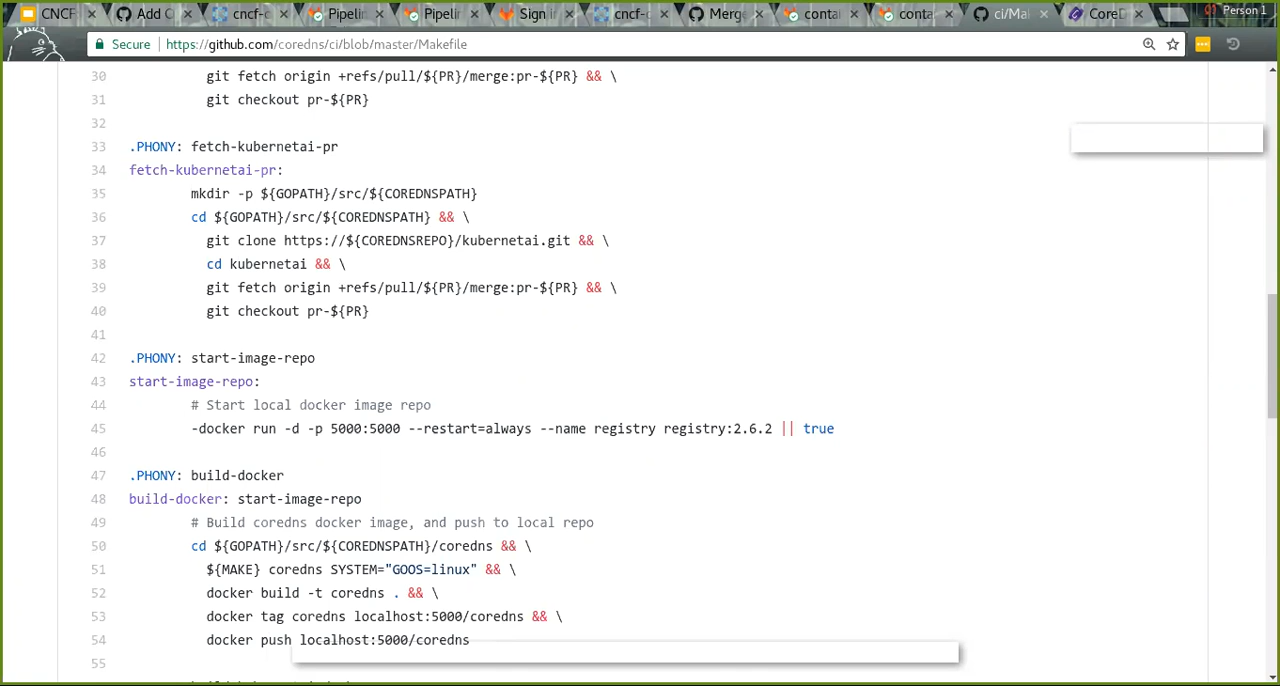 CNCF
Add C
cncf-c
Pipelin
Pipelin
Sign in
cncf-c
Merge
contai
contai
ci/Mal
CoreD
Person 1
Secure
https://github.com/coredns/ci/blob/master/Makefile
30 git fetch origin +refs/pull/${PR}/merge:pr-${PR} && \
31 git checkout pr-${PR}
32
33 .PHONY: fetch-kubernetai-pr
34 fetch-kubernetai-pr:
35 mkdir -p ${GOPATH}/src/${COREDNSPATH}
36 cd ${GOPATH}/src/${COREDNSPATH} && \
37 git clone https://${COREDNSREPO}/kubernetai.git && \
38 cd kubernetai && \
39 git fetch origin +refs/pull/${PR}/merge:pr-${PR} && \
40 git checkout pr-${PR}
41
42 .PHONY: start-image-repo
43 start-image-repo:
44 # Start local docker image repo
45 -docker run -d -p 5000:5000 --restart=always --name registry registry:2.6.2 || true
46
47 .PHONY: build-docker
48 build-docker: start-image-repo
49 # Build coredns docker image, and push to local repo
50 cd ${GOPATH}/src/${COREDNSPATH}/coredns && \
51 ${MAKE} coredns SYSTEM="GOOS=linux" && \
52 docker build -t coredns . && \
53 docker tag coredns localhost:5000/coredns && \
54 docker push localhost:5000/coredns
55